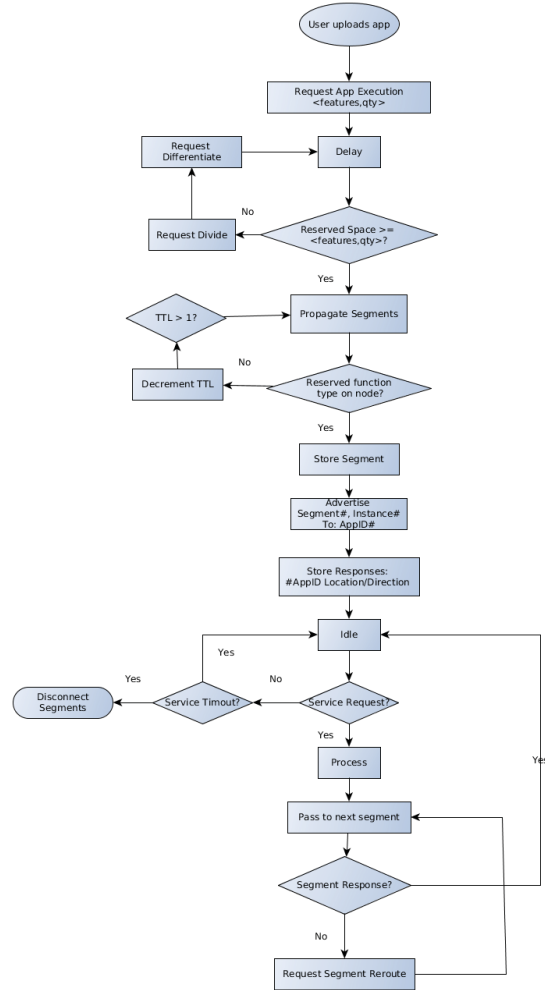 User uploads app
Request App Execution
<features,qty>
Request
Differentiate
Delay
No
Request Divide
Reserved Space >=
<features,qty>?
Yes
TTL > 1?
Propagate Segments
No
Decrement TTL
Reserved function
type on node?
Yes
Store Segment
Advertise
Segment#, Instance#
To: AppID#
Store Responses:
#AppID Location/Direction
Idle
Yes
Yes
No
Disconnect
Segments
Service Timout?
Service Request?
Yes
Process
Yes
Pass to next segment
Segment Response?
No
Request Segment Reroute